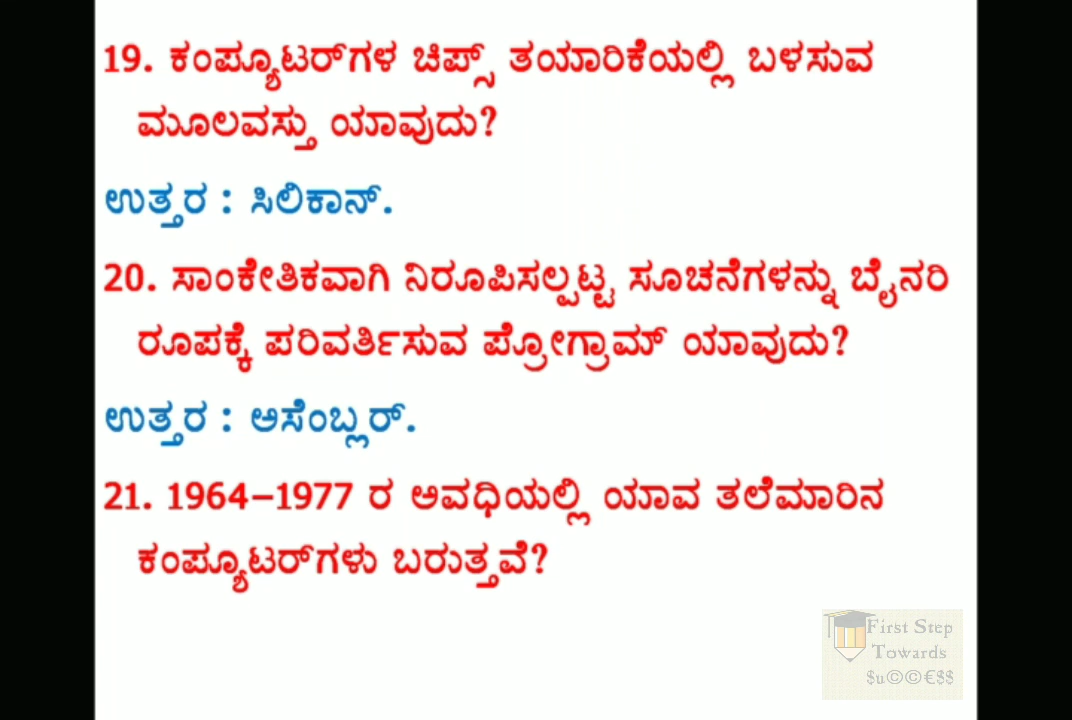 19. ಕಂಪ್ಯೂಟರ್‌ಗಳ ಚಿಪ್ಸ್ ತಯಾರಿಕೆಯಲ್ಲಿ ಬಳಸುವ
ಮೂಲವಸ್ತು ಯಾವುದು?
ಉತ್ತರ : ಸಿಲಿಕಾನ್.
20. ಸಾಂಕೇತಿಕವಾಗಿ ನಿರೂಪಿಸಲ್ಪಟ್ಟ ಸೂಚನೆಗಳನ್ನು ಬೈನರಿ
ರೂಪಕ್ಕೆ ಪರಿವರ್ತಿಸುವ ಪ್ರೋಗ್ರಾಮ್ ಯಾವುದು?
ಉತ್ತರ : ಅಸೆಂಬ್ಲರ್.
21. 1964–1977 ರ ಅವಧಿಯಲ್ಲಿ ಯಾವ ತಲೆಮಾರಿನ
ಕಂಪ್ಯೂಟರ್‌ಗಳು ಬರುತ್ತವೆ?
First Step
Towards
$u©©€$$